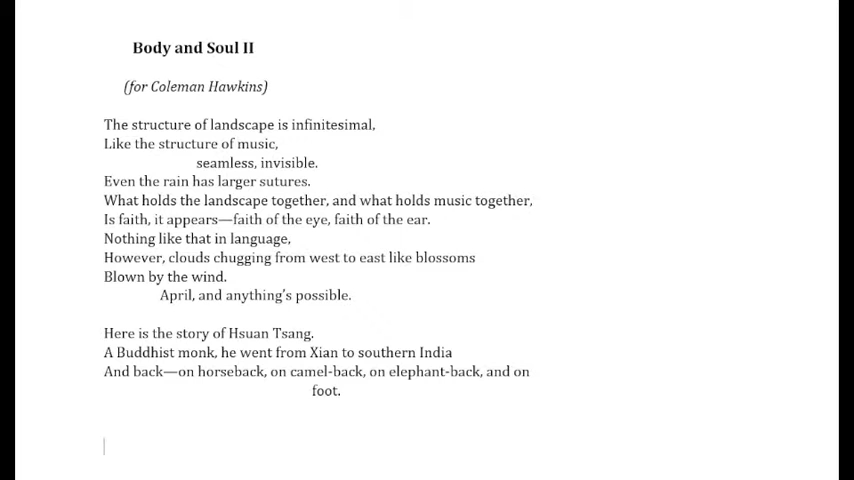 Body and Soul II
(for Coleman Hawkins)
The structure of landscape is infinitesimal,
Like the structure of music,
seamless, invisible.
Even the rain has larger sutures.
What holds the landscape together, and what holds music together,
Is faith, it appears—faith of the eye, faith of the ear.
Nothing like that in language,
However, clouds chugging from west to east like blossoms
Blown by the wind.
April, and anything's possible.
Here is the story of Hsuan Tsang.
A Buddhist monk, he went from Xian to southern India
And back—on horseback, on camel-back, on elephant-back, and on
foot.